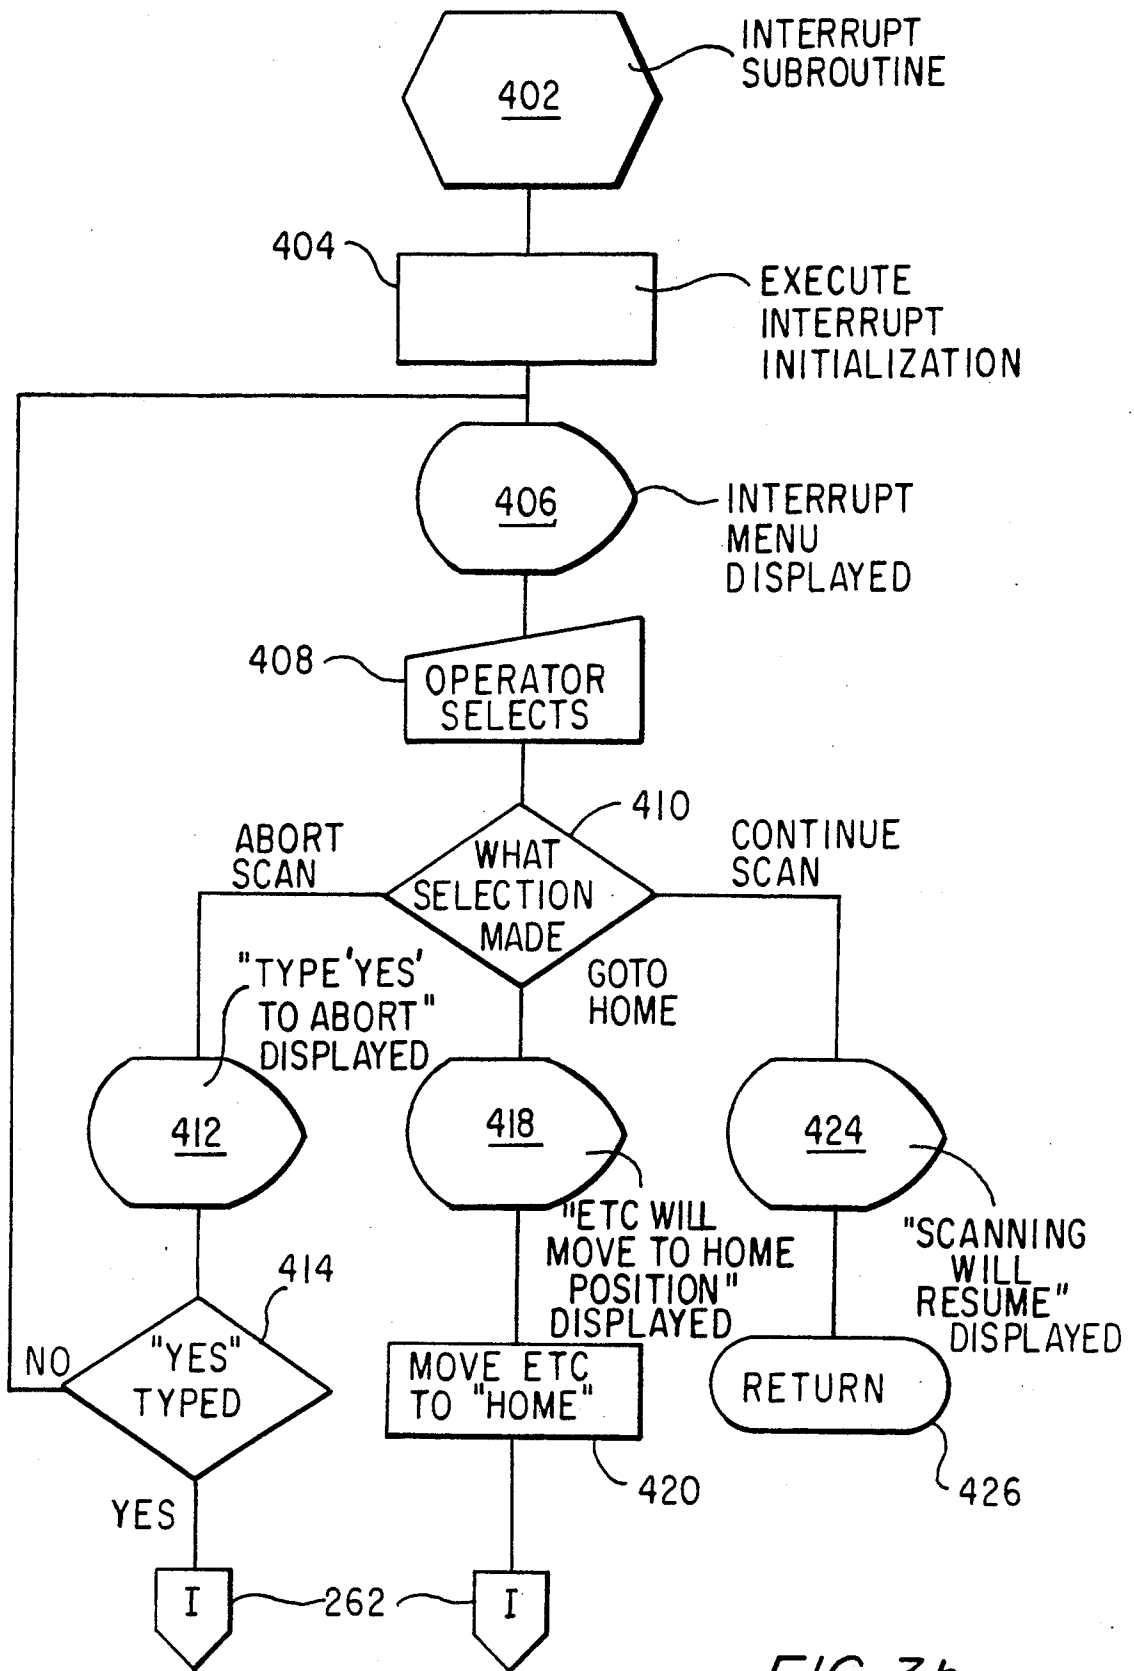 INTERRUPT
SUBROUTINE
402
404
EXECUTE
INTERRUPT
INITIALIZATION
406
INTERRUPT
MENU
DISPLAYED
408
OPERATOR
SELECTS
410
ABORT
SCAN
WHAT
SELECTION
MADE
CONTINUE
SCAN
"TYPE 'YES'
TO ABORT"
DISPLAYED
GOTO
HOME
412
418
424
"ETC WILL
MOVE TO HOME
POSITION"
DISPLAYED
"SCANNING
WILL
RESUME"
DISPLAYED
414
NO
"YES"
TYPED
MOVE ETC
TO "HOME"
RETURN
420
426
YES
I
262
I